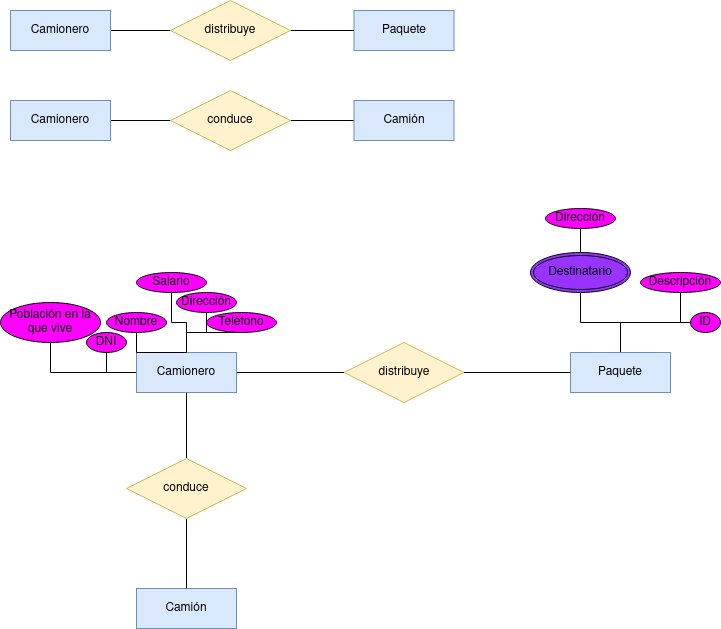 Camionero
distribuye
Paquete
Camionero
conduce
Camión
Dirección
Destinatario
Descripción
Salario
Dirección
Población en la
que vive
Nombre
Teléfono
ID
DNI
Camionero
distribuye
Paquete
conduce
Camión